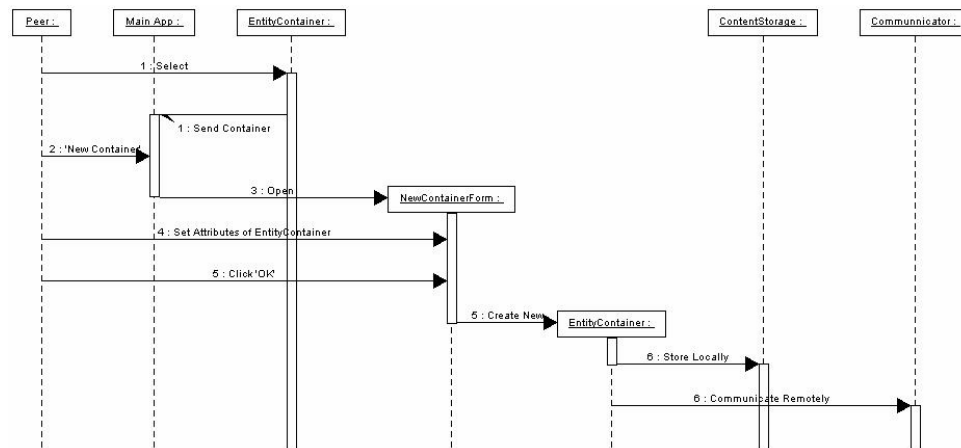 Peer :
Main App :
EntityContainer :
ContentStorage :
Communnicator :
1 : Select
1 : Send Container
2 : 'New Container'
3 : Open
NewContainerForm :
4 : Set Attributes of EntityContainer
5 : Click 'OK'
5 : Create New
EntityContainer :
6 : Store Locally
6 : Communicate Remotely